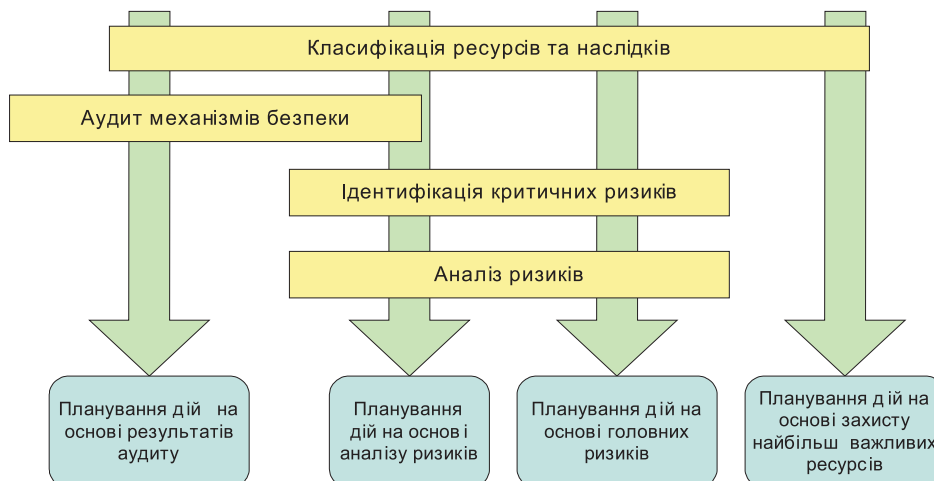 Класифікація ресурсів та наслідків
Аудит механізмів безпеки
Ідентифікація критичних ризиків
Аналіз ризиків
Планування дій на
основі результатів
аудиту
Планування
дій на основі
аналізу ризиків
Планування дій на
основі головних
ризиків
Планування дій на
основі захисту
найбільш важливих
ресурсів